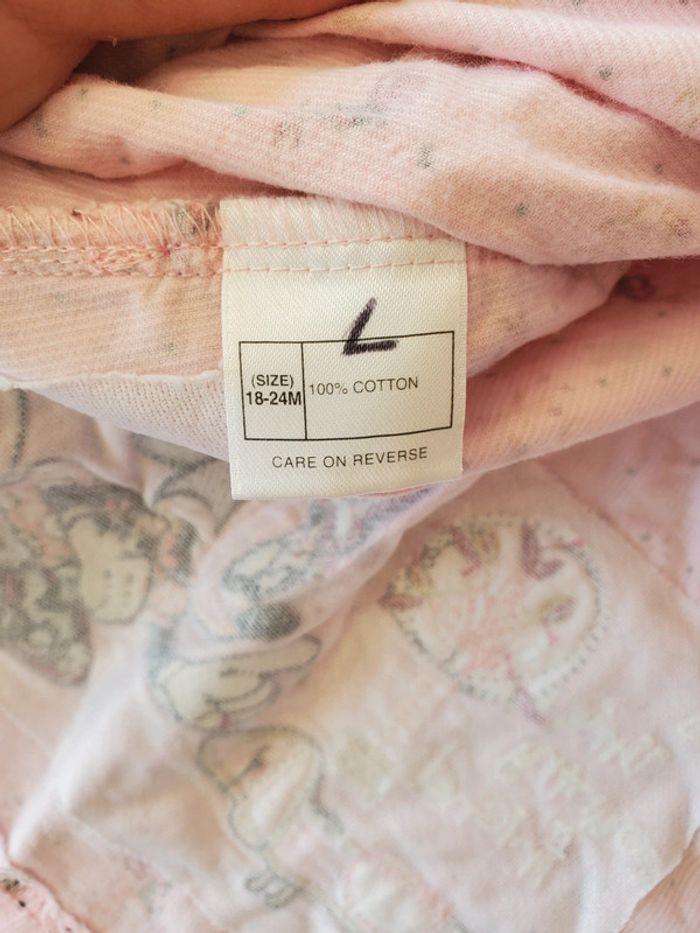 L
(SIZE)
18-24M
100% COTTON
CARE ON REVERSE